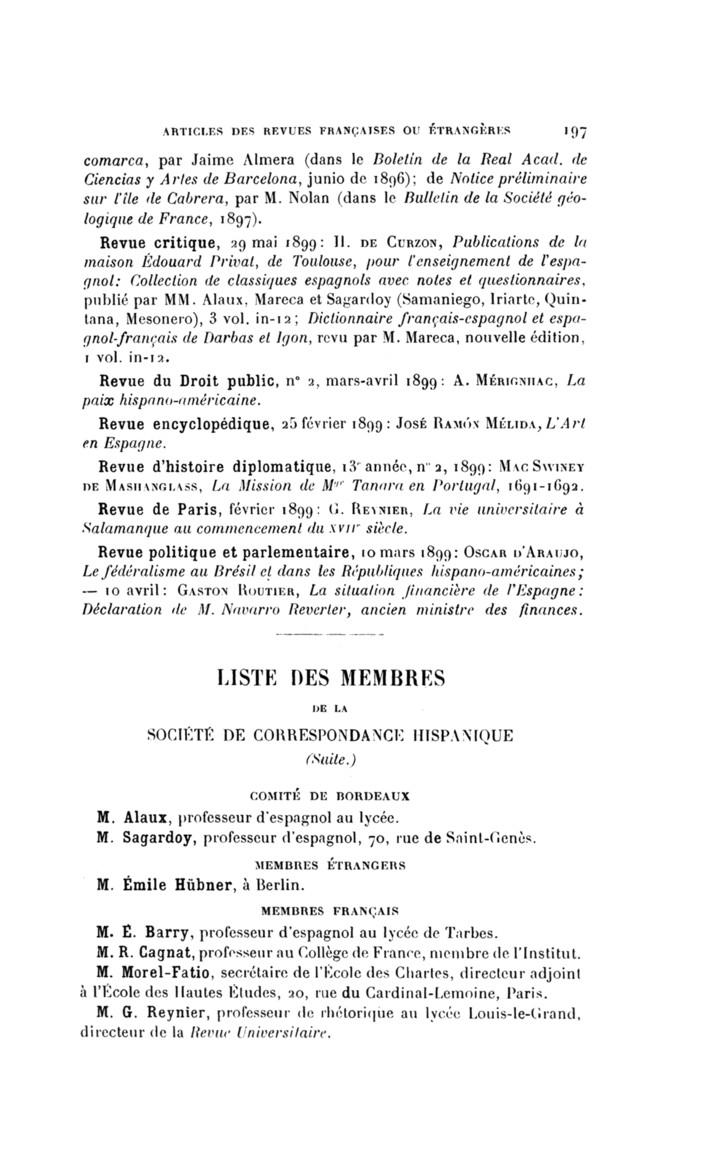 ARTICLES DES REVUES FRANÇAISES OU ÉTRANGÈRES 197
comarca, par Jaime Almera (dans le Boletin de la Real Acad. de
Ciencias y Artes de Barcelona, junio de 1896); de Notice préliminaire
sur l'île de Cabrera, par M. Nolan (dans le Bulletin de la Société géo-
logique de France, 1897).
Revue critique, 29 mai 1899: H. DE CURZON, Publications de la
maison Édouard Privat, de Toulouse, pour l'enseignement de l'espa-
gnol: Collection de classiques espagnols avec notes et questionnaires,
publié par MM. Alaux, Mareca et Sagardoy (Samaniego, Iriarte, Quin-
tana, Mesonero), 3 vol. in-12; Dictionnaire français-espagnol et espa-
gnol-français de Darbas et Igon, revu par M. Mareca, nouvelle édition,
1 vol. in-12.
Revue du Droit public, n° 2, mars-avril 1899: A. MÉRIGNHAC, La
paix hispano-américaine.
Revue encyclopédique, 25 février 1899: JOSÉ RAMÓN MÉLIDA, L'Art
en Espagne.
Revue d'histoire diplomatique, 13e année, n° 2, 1899: MAC SWINEY
DE MASHANGLASS, La Mission de Mgr Tanara en Portugal, 1691-1692.
Revue de Paris, février 1899: G. REYNIER, La vie universitaire à
Salamanque au commencement du XVIIe siècle.
Revue politique et parlementaire, 10 mars 1899: OSCAR D'ARAUJO,
Le fédéralisme au Brésil et dans les Républiques hispano-américaines;
— 10 avril: GASTON ROUTIER, La situation financière de l'Espagne:
Déclaration de M. Navarro Reverter, ancien ministre des finances.
LISTE DES MEMBRES
DE LA
SOCIÉTÉ DE CORRESPONDANCE HISPANIQUE
(Suite.)
COMITÉ DE BORDEAUX
M. Alaux, professeur d'espagnol au lycée.
M. Sagardoy, professeur d'espagnol, 70, rue de Saint-Genès.
MEMBRES ÉTRANGERS
M. Émile Hübner, à Berlin.
MEMBRES FRANÇAIS
M. É. Barry, professeur d'espagnol au lycée de Tarbes.
M. R. Cagnat, professeur au Collège de France, membre de l'Institut.
M. Morel-Fatio, secrétaire de l'École des Chartes, directeur adjoint
à l'École des Hautes Études, 20, rue du Cardinal-Lemoine, Paris.
M. G. Reynier, professeur de rhétorique au lycée Louis-le-Grand,
directeur de la Revue Universitaire.